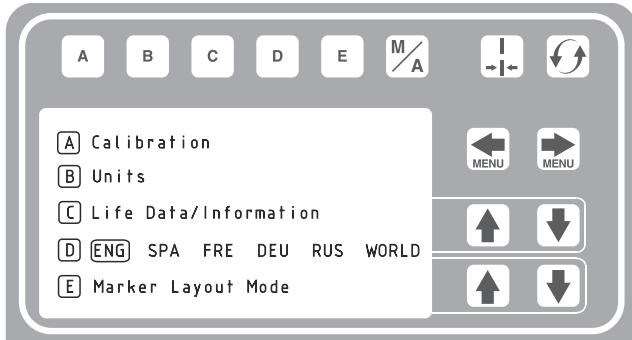 A B C D E M/A
A Calibration
MENU MENU
B Units
C Life Data/Information
D ENG SPA FRE DEU RUS WORLD
E Marker Layout Mode